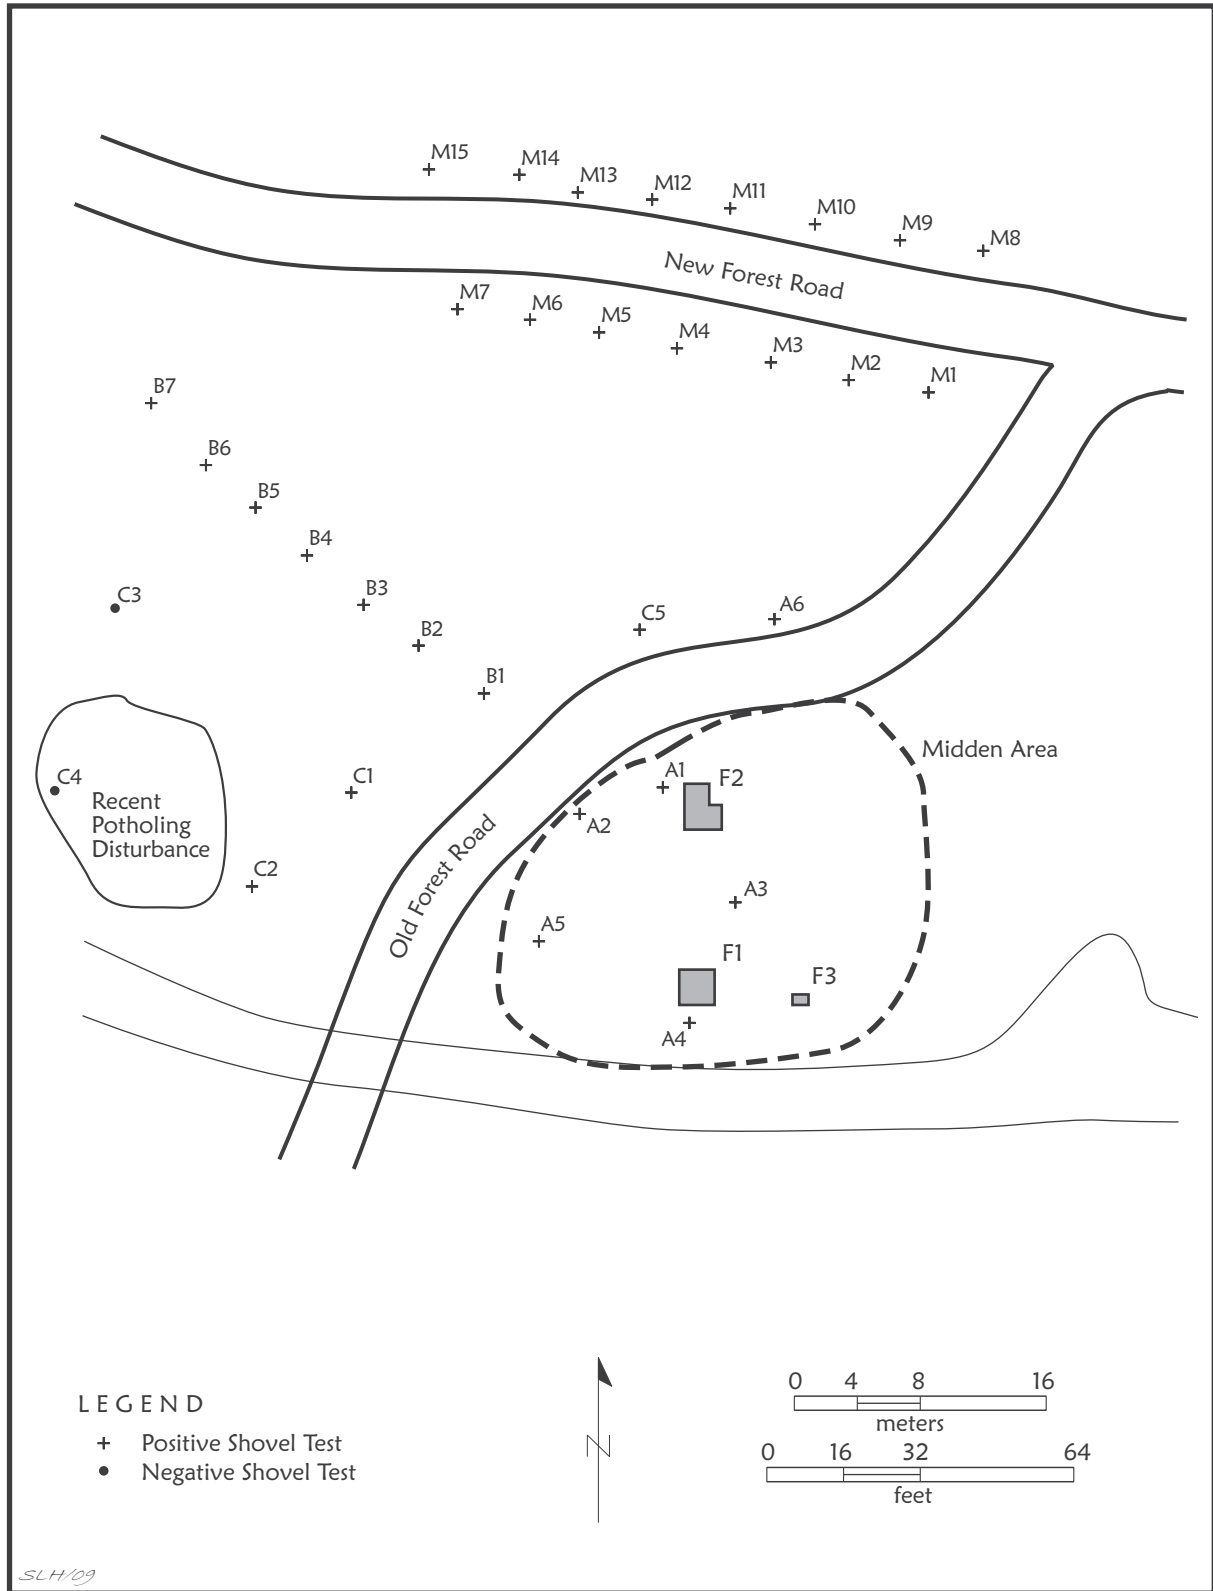 M15
M14
M13
M12
M11
M10
M9
M8
New Forest Road
M7
M6
M5
M4
M3
M2
M1
B7
B6
B5
B4
C3
B3
B2
B1
C5
A6
Midden Area
C4
Recent
Potholing
Disturbance
C1
C2
Old Forest Road
A1
F2
A2
A3
A5
F1
F3
A4
LEGEND
+ Positive Shovel Test
• Negative Shovel Test
N
0 4 8 16
meters
0 16 32 64
feet
SLH/09